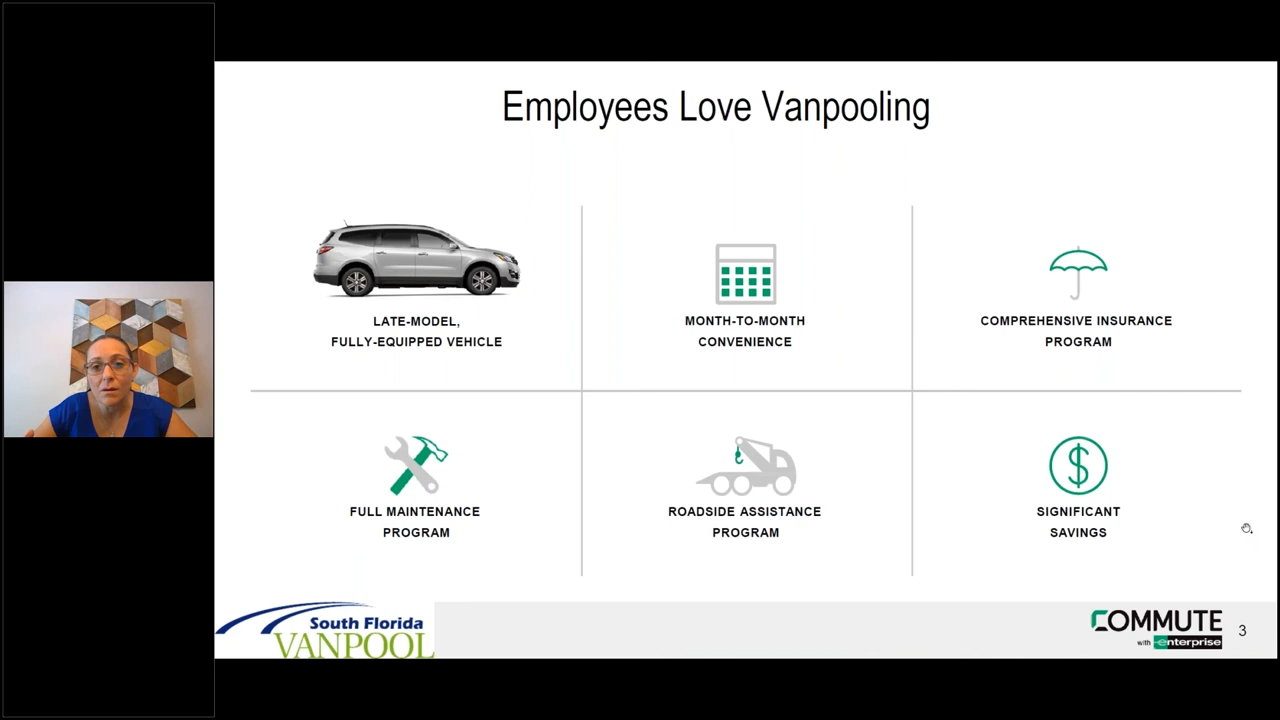 Employees Love Vanpooling
LATE-MODEL,
FULLY-EQUIPPED VEHICLE
MONTH-TO-MONTH
CONVENIENCE
COMPREHENSIVE INSURANCE
PROGRAM
FULL MAINTENANCE
PROGRAM
ROADSIDE ASSISTANCE
PROGRAM
SIGNIFICANT
SAVINGS
South Florida
VANPOOL
COMMUTE
with enterprise
3